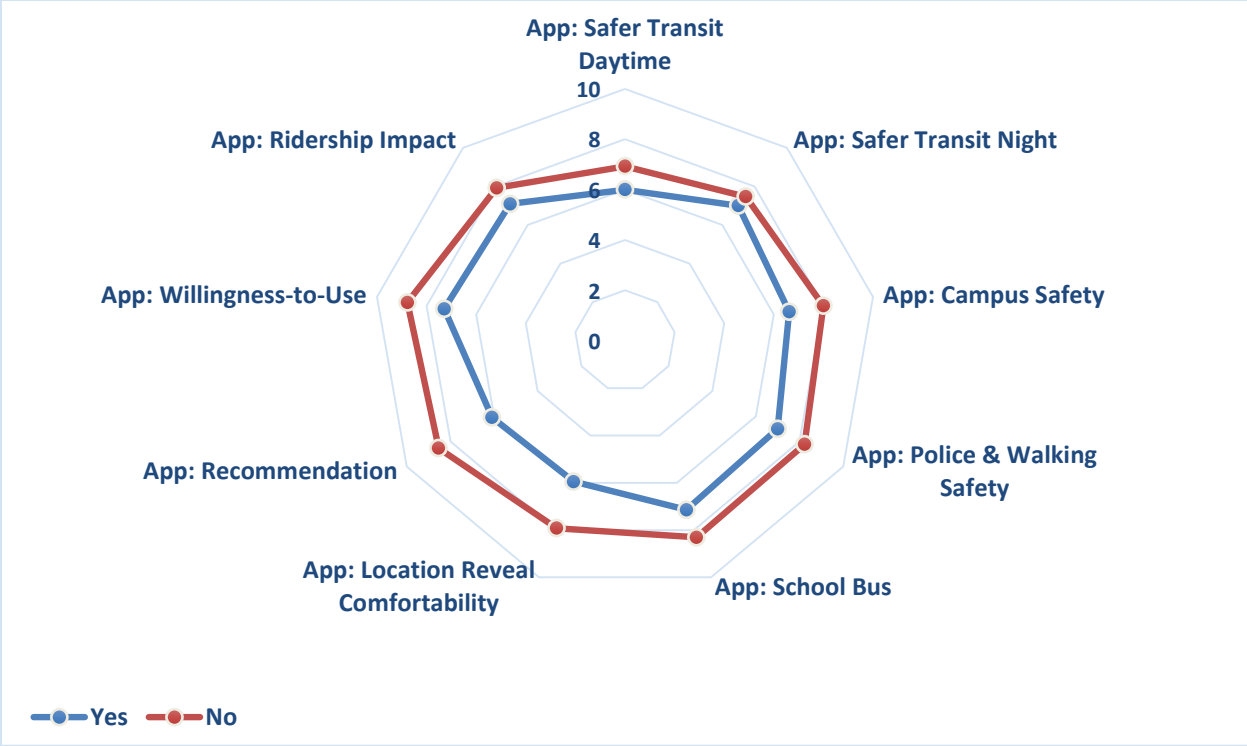 App: Safer Transit
Daytime
10
App: Ridership Impact
8
App: Safer Transit Night
6
4
App: Willingness-to-Use
2
App: Campus Safety
0
App: Recommendation
App: Police & Walking
Safety
App: Location Reveal
Comfortability
App: School Bus
Yes
No